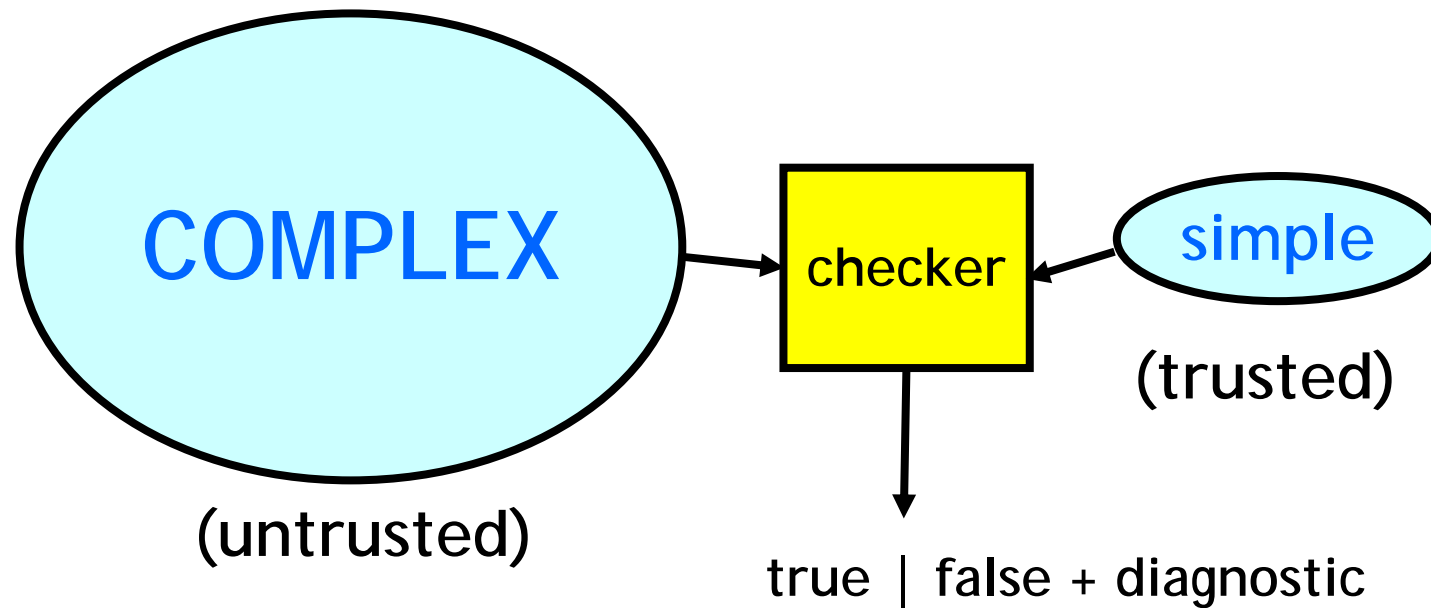 COMPLEX
(untrusted)
checker
simple
(trusted)
true | false + diagnostic